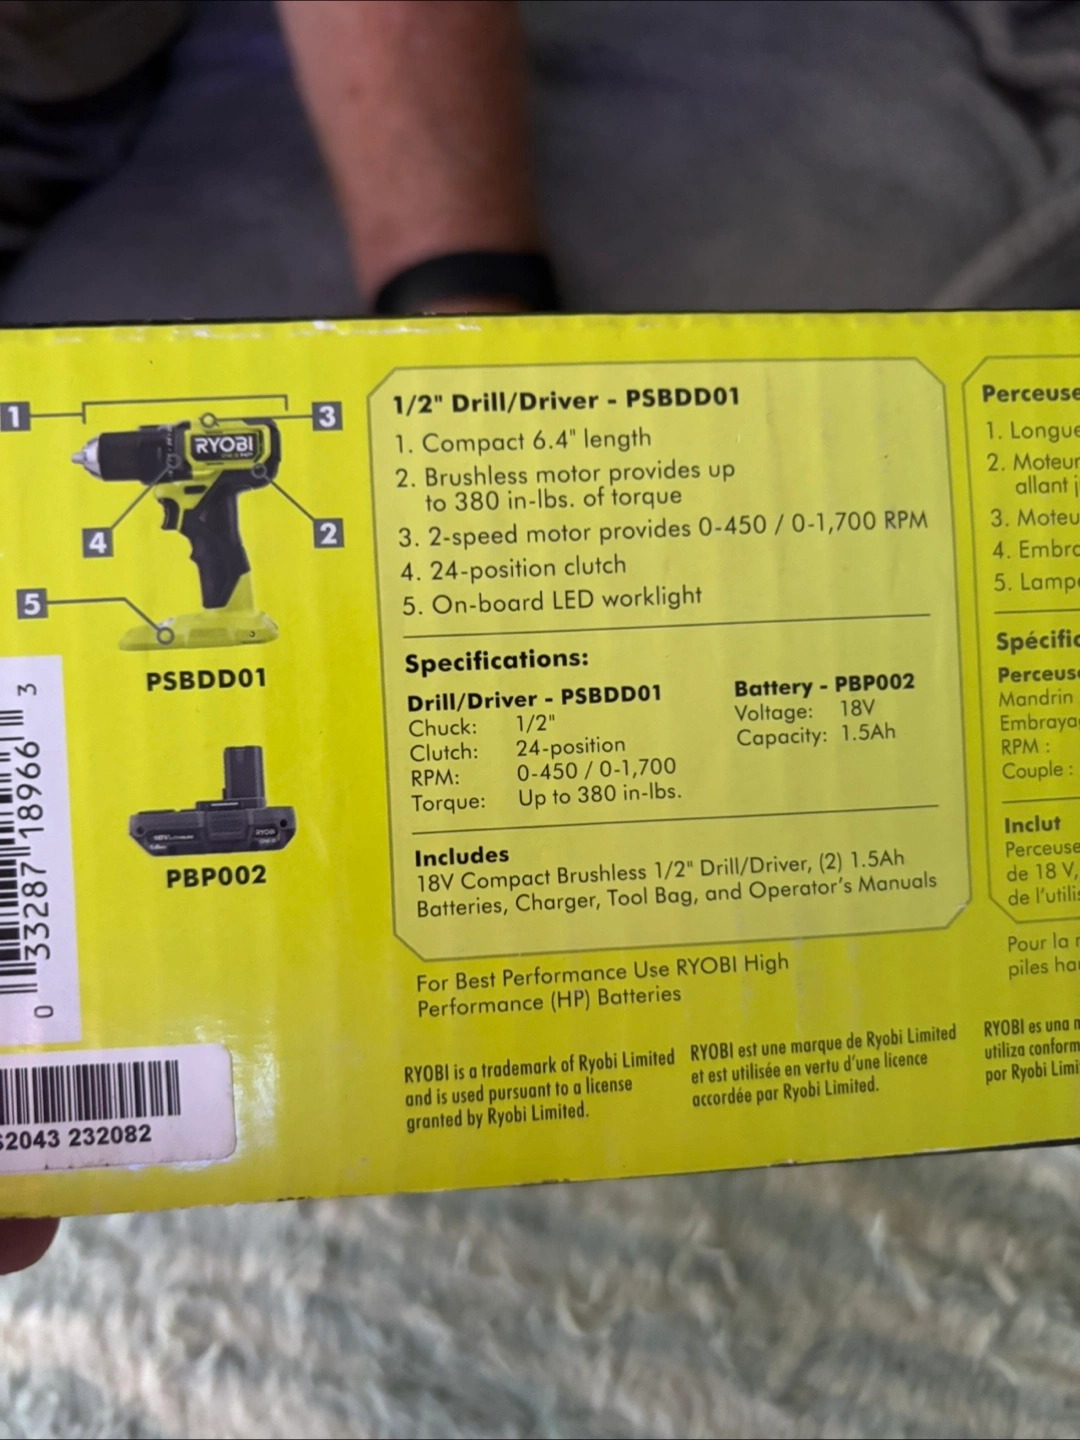 1
3
RYOBI
4
2
5
PSBDD01
PBP002
0 33287 18966 3
2043 232082
1/2" Drill/Driver - PSBDD01
1. Compact 6.4" length
2. Brushless motor provides up
to 380 in-lbs. of torque
3. 2-speed motor provides 0-450 / 0-1,700 RPM
4. 24-position clutch
5. On-board LED worklight
Specifications:
Drill/Driver - PSBDD01
Chuck: 1/2"
Clutch: 24-position
RPM: 0-450 / 0-1,700
Torque: Up to 380 in-lbs.
Battery - PBP002
Voltage: 18V
Capacity: 1.5Ah
Includes
18V Compact Brushless 1/2" Drill/Driver, (2) 1.5Ah
Batteries, Charger, Tool Bag, and Operator's Manuals
For Best Performance Use RYOBI High
Performance (HP) Batteries
RYOBI is a trademark of Ryobi Limited
and is used pursuant to a license
granted by Ryobi Limited.
RYOBI est une marque de Ryobi Limited
et est utilisée en vertu d'une licence
accordée par Ryobi Limited.
Perceuse
1. Longue
2. Moteur
allant j
3. Moteu
4. Embra
5. Lampe
Spécific
Perceuse
Mandrin
Embraya
RPM :
Couple :
Inclut
Perceuse
de 18 V,
de l'utilis
Pour la
piles ha
RYOBI es una
utiliza conform
por Ryobi Limi